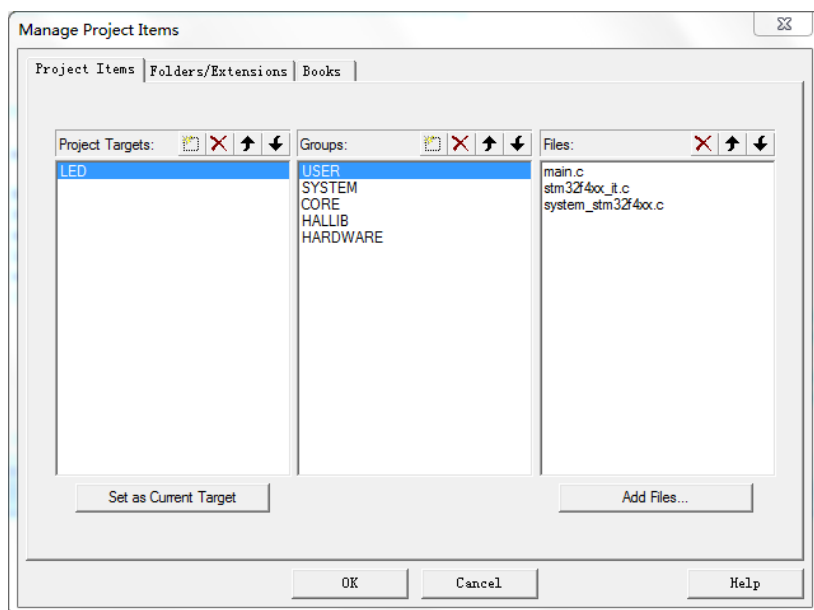 Manage Project Items
Project Items Folders/Extensions Books
Project Targets: Groups: Files:
LED
USER
SYSTEM
CORE
HALLIB
HARDWARE
main.c
stm32f4xx_it.c
system_stm32f4xx.c
Set as Current Target
Add Files...
OK Cancel Help